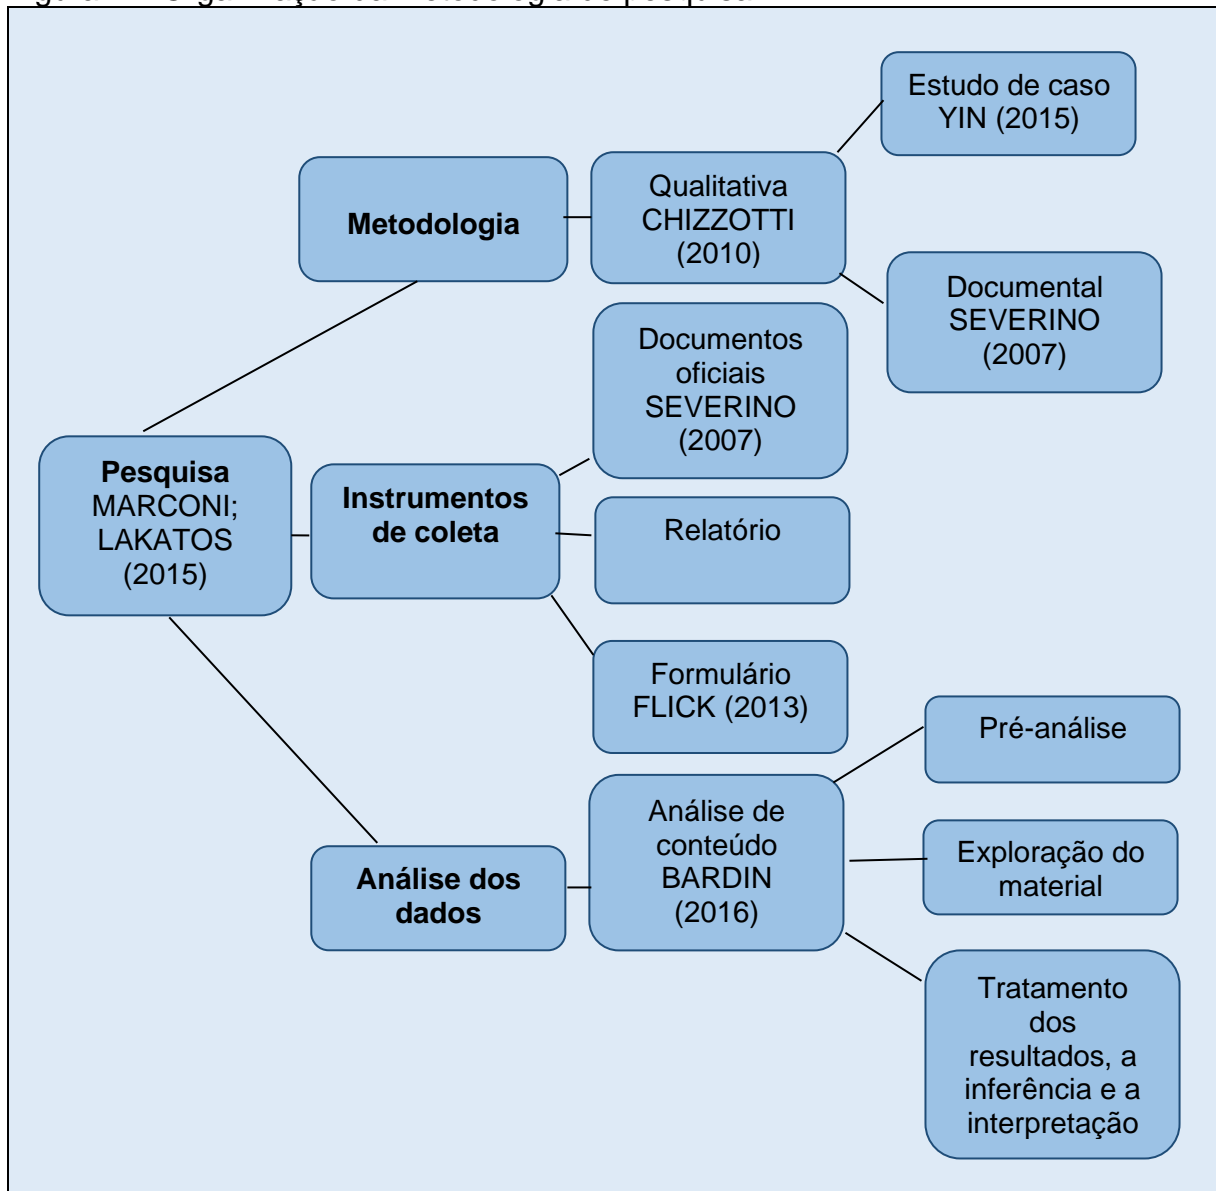 Estudo de caso
YIN (2015)
Metodologia
Qualitativa
CHIZZOTTI
(2010)
Documental
SEVERINO
(2007)
Documentos
oficiais
SEVERINO
(2007)
Pesquisa
MARCONI;
LAKATOS
(2015)
Instrumentos
de coleta
Relatório
Formulário
FLICK (2013)
Análise dos
dados
Análise de
conteúdo
BARDIN
(2016)
Pré-análise
Exploração do
material
Tratamento
dos
resultados, a
inferência e a
interpretação